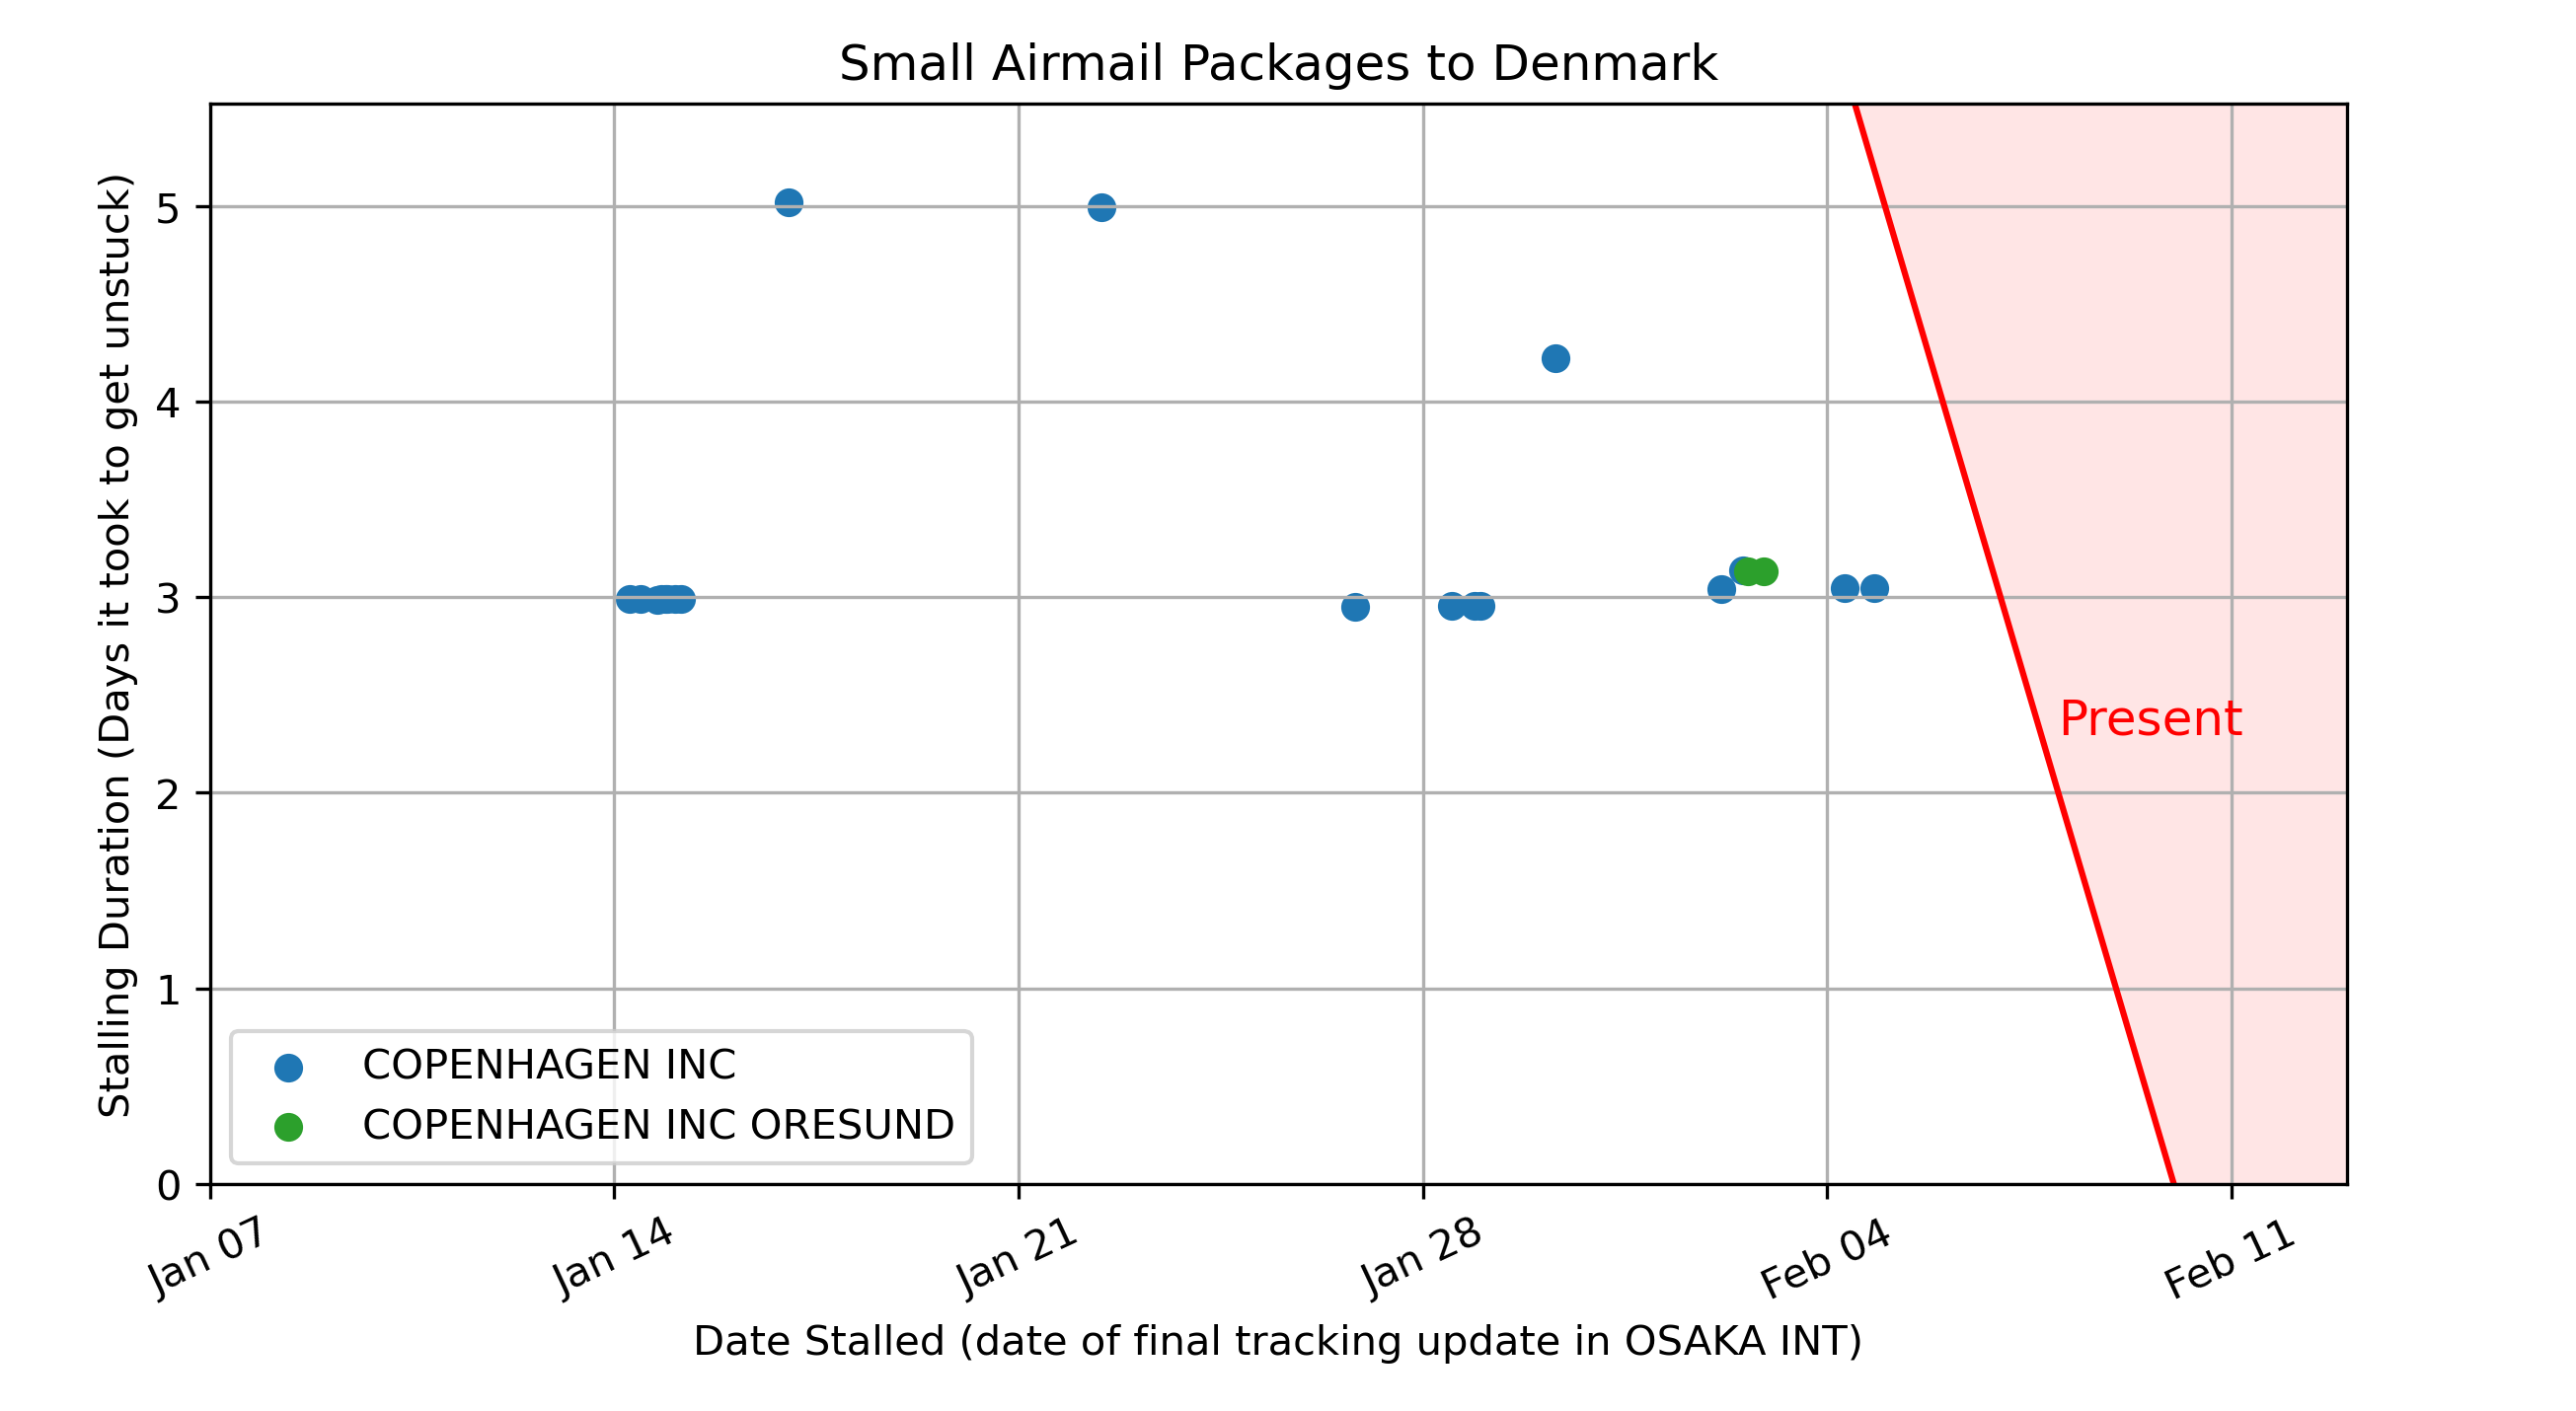 Small Airmail Packages to Denmark
Stalling Duration (Days it took to get unstuck)
5
4
3
2
1
0
Present
COPENHAGEN INC
COPENHAGEN INC ORESUND
Jan 07
Jan 14
Jan 21
Jan 28
Feb 04
Feb 11
Date Stalled (date of final tracking update in OSAKA INT)